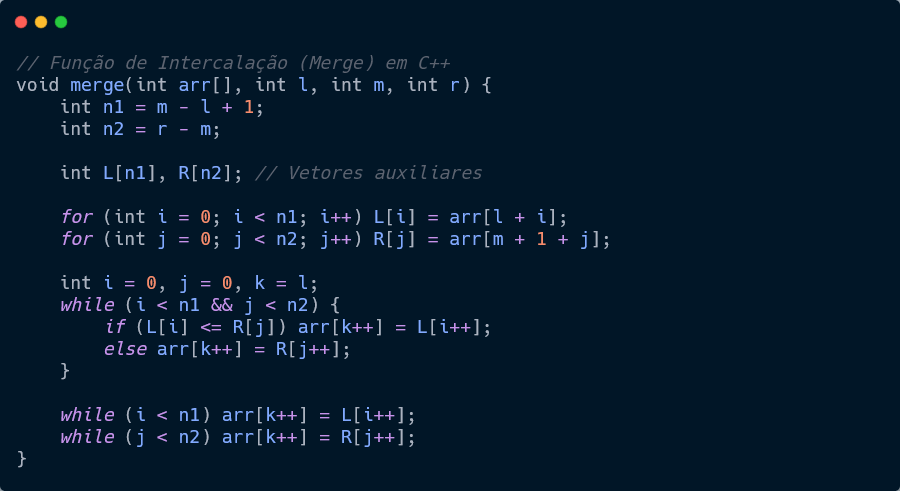 // Função de Intercalação (Merge) em C++
void merge(int arr[], int l, int m, int r) {
    int n1 = m - l + 1;
    int n2 = r - m;

    int L[n1], R[n2]; // Vetores auxiliares

    for (int i = 0; i < n1; i++) L[i] = arr[l + i];
    for (int j = 0; j < n2; j++) R[j] = arr[m + 1 + j];

    int i = 0, j = 0, k = l;
    while (i < n1 && j < n2) {
        if (L[i] <= R[j]) arr[k++] = L[i++];
        else arr[k++] = R[j++];
    }

    while (i < n1) arr[k++] = L[i++];
    while (j < n2) arr[k++] = R[j++];
}